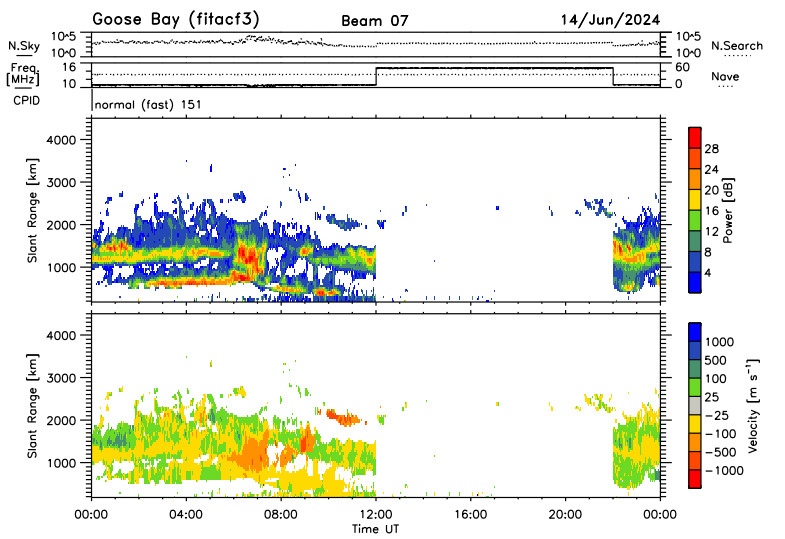 Goose Bay (fitacf3) Beam 07 14/Jun/2024
N.Sky 10^5 10^0 10^5 10^0 N.Search
Freq. [MHz] 16 10 60 0 Nave
CPID normal (fast) 151
Slant Range [km] 4000 3000 2000 1000
Power [dB] 28 24 20 16 12 8 4
Slant Range [km] 4000 3000 2000 1000
Velocity [m s^-1] 1000 500 100 25 -25 -100 -500 -1000
00:00 04:00 08:00 12:00 16:00 20:00 00:00
Time UT